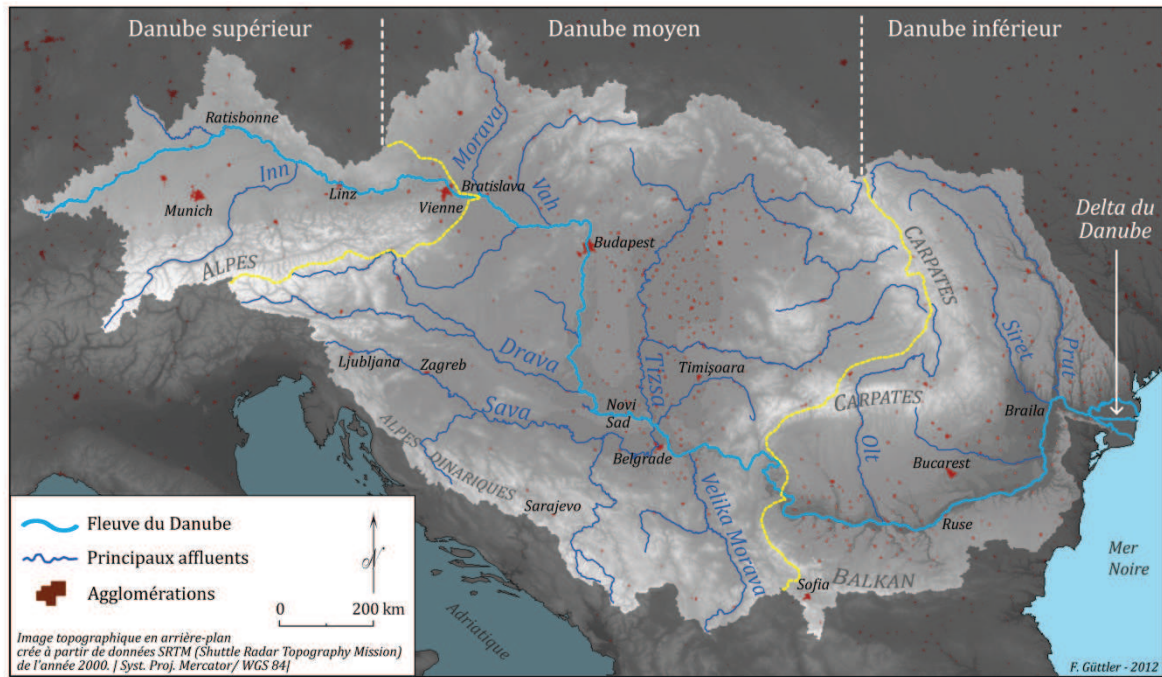 Danube supérieur
Danube moyen
Danube inférieur
Ratisbonne
Inn
Munich
Linz
Vienne
Bratislava
Morava
Vah
Budapest
ALPES
CARPATES
Delta du
Danube
Siret
Prut
Ljubljana
Zagreb
Drava
Tizsa
Timișoara
CARPATES
Braila
Novi
Sad
Sava
Belgrade
Olt
Bucarest
ALPES
DINARIQUES
Sarajevo
Velika Morava
Ruse
Sofia
BALKAN
Mer
Noire
Adriatique
Fleuve du Danube
Principaux affluents
Agglomérations
N
0 200 km
Image topographique en arrière-plan
crée à partir de données SRTM (Shuttle Radar Topography Mission)
de l'année 2000. | Syst. Proj. Mercator/ WGS 84|
F. Güttler - 2012